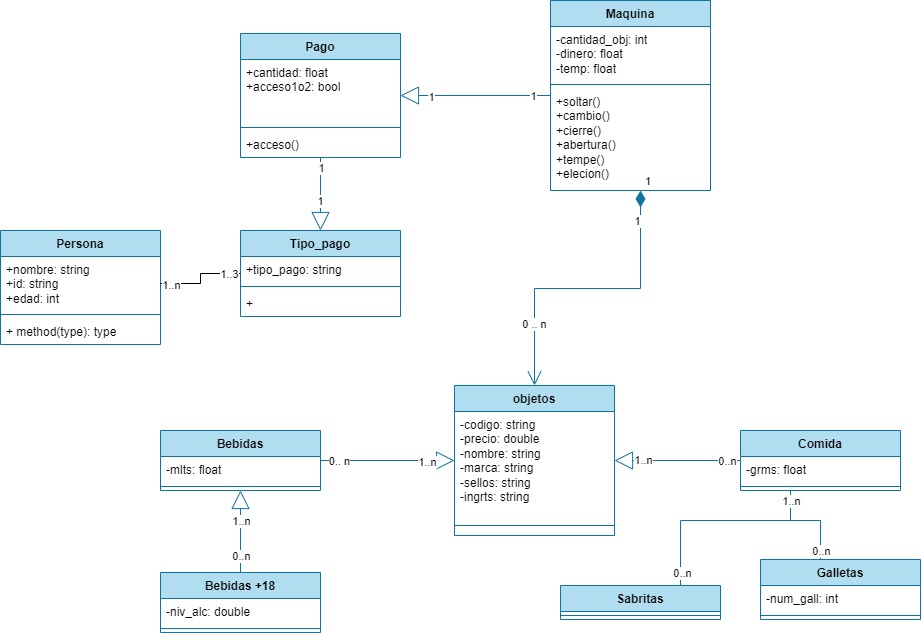 Maquina
-cantidad_obj: int
-dinero: float
-temp: float
+soltar()
+cambio()
+cierre()
+abertura()
+tempe()
+elecion()
1
1
Pago
+cantidad: float
+acceso1o2: bool
+acceso()
1
1
1
1
Persona
+nombre: string
+id: string
+edad: int
+ method(type): type
1..n
1..3
Tipo_pago
+tipo_pago: string
+
0 .. n
objetos
-codigo: string
-precio: double
-nombre: string
-marca: string
-sellos: string
-ingrts: string
Bebidas
-mlts: float
0.. n
1..n
1..n
0..n
Comida
-grms: float
1..n
0..n
Bebidas +18
-niv_alc: double
1..n
0..n
0..n
Sabritas
Galletas
-num_gall: int